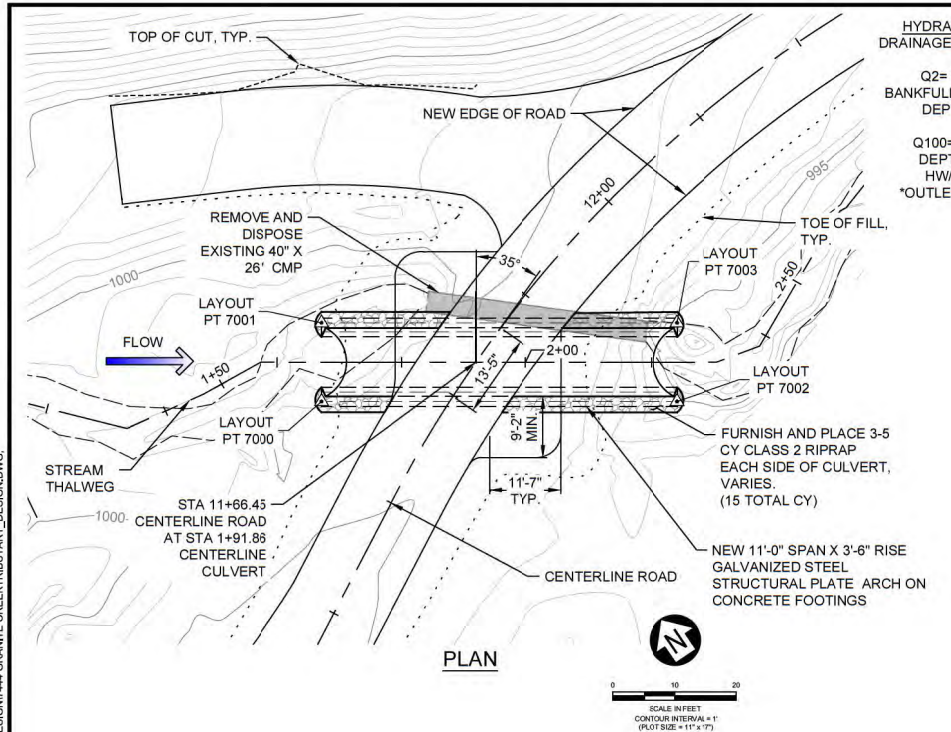 HYDRA
DRAINAGE
Q2=
BANKFULL
DEP
Q100=
DEPT
HW/
*OUTLE
TOP OF CUT, TYP.
NEW EDGE OF ROAD
995
12+00
TOE OF FILL,
TYP.
REMOVE AND
DISPOSE
EXISTING 40" X
26' CMP
35°
LAYOUT
PT 7003
2+50
1000
LAYOUT
PT 7001
FLOW
1+50
2+00
13'-5"
LAYOUT
PT 7002
LAYOUT
PT 7000
9'-2"
MIN.
STREAM
THALWEG
11'-7"
TYP.
FURNISH AND PLACE 3-5
CY CLASS 2 RIPRAP
EACH SIDE OF CULVERT,
VARIES.
(15 TOTAL CY)
1000
STA 11+66.45
CENTERLINE ROAD
AT STA 1+91.86
CENTERLINE
CULVERT
CENTERLINE ROAD
NEW 11'-0" SPAN X 3'-6" RISE
GALVANIZED STEEL
STRUCTURAL PLATE ARCH ON
CONCRETE FOOTINGS
PLAN
N
0 10 20
SCALE IN FEET
CONTOUR INTERVAL = 1'
(PLOT SIZE = 11" x 17")